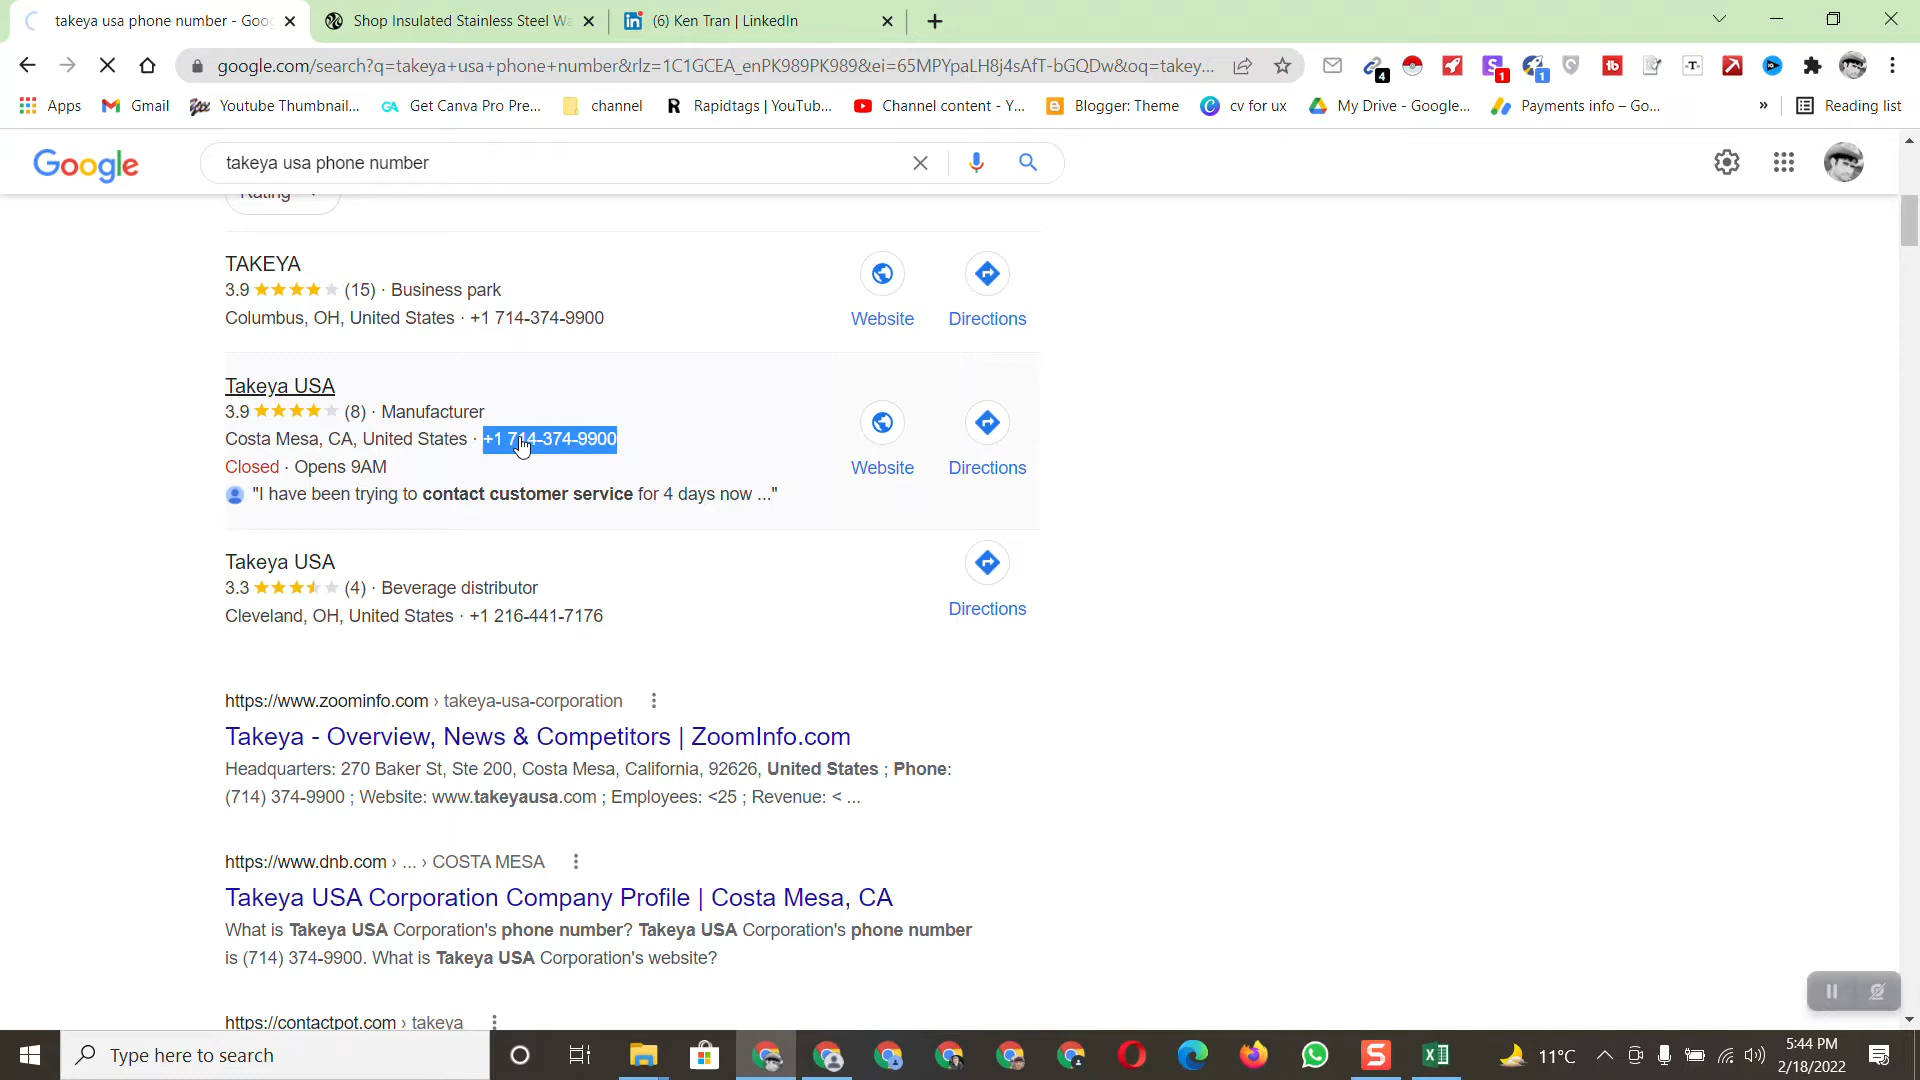 takeya usa phone number - Goo
Shop Insulated Stainless Steel Wa
(6) Ken Tran | LinkedIn
google.com/search?q=takeya+usa+phone+number&rlz=1C1GCEA_enPK989PK989&ei=65MPYpaLH8j4sAfT-bGQDw&oq=takey...
4
1
1
Apps
Gmail
Youtube Thumbnail...
Get Canva Pro Pre...
channel
Rapidtags | YouTub...
Channel content - Y...
Blogger: Theme
cv for ux
My Drive - Google...
Payments info – Go...
»
Reading list
Google
takeya usa phone number
Rating
TAKEYA
3.9 (15) · Business park
Columbus, OH, United States · +1 714-374-9900
Website
Directions
Takeya USA
3.9 (8) · Manufacturer
Costa Mesa, CA, United States · +1 714-374-9900
Closed · Opens 9AM
"I have been trying to contact customer service for 4 days now ..."
Website
Directions
Takeya USA
3.3 (4) · Beverage distributor
Cleveland, OH, United States · +1 216-441-7176
Directions
https://www.zoominfo.com › takeya-usa-corporation
Takeya - Overview, News & Competitors | ZoomInfo.com
Headquarters: 270 Baker St, Ste 200, Costa Mesa, California, 92626, United States ; Phone:
(714) 374-9900 ; Website: www.takeyausa.com ; Employees: <25 ; Revenue: < ...
https://www.dnb.com › ... › COSTA MESA
Takeya USA Corporation Company Profile | Costa Mesa, CA
What is Takeya USA Corporation's phone number? Takeya USA Corporation's phone number
is (714) 374-9900. What is Takeya USA Corporation's website?
https://contactpot.com › takeya
Type here to search
11°C
5:44 PM
2/18/2022